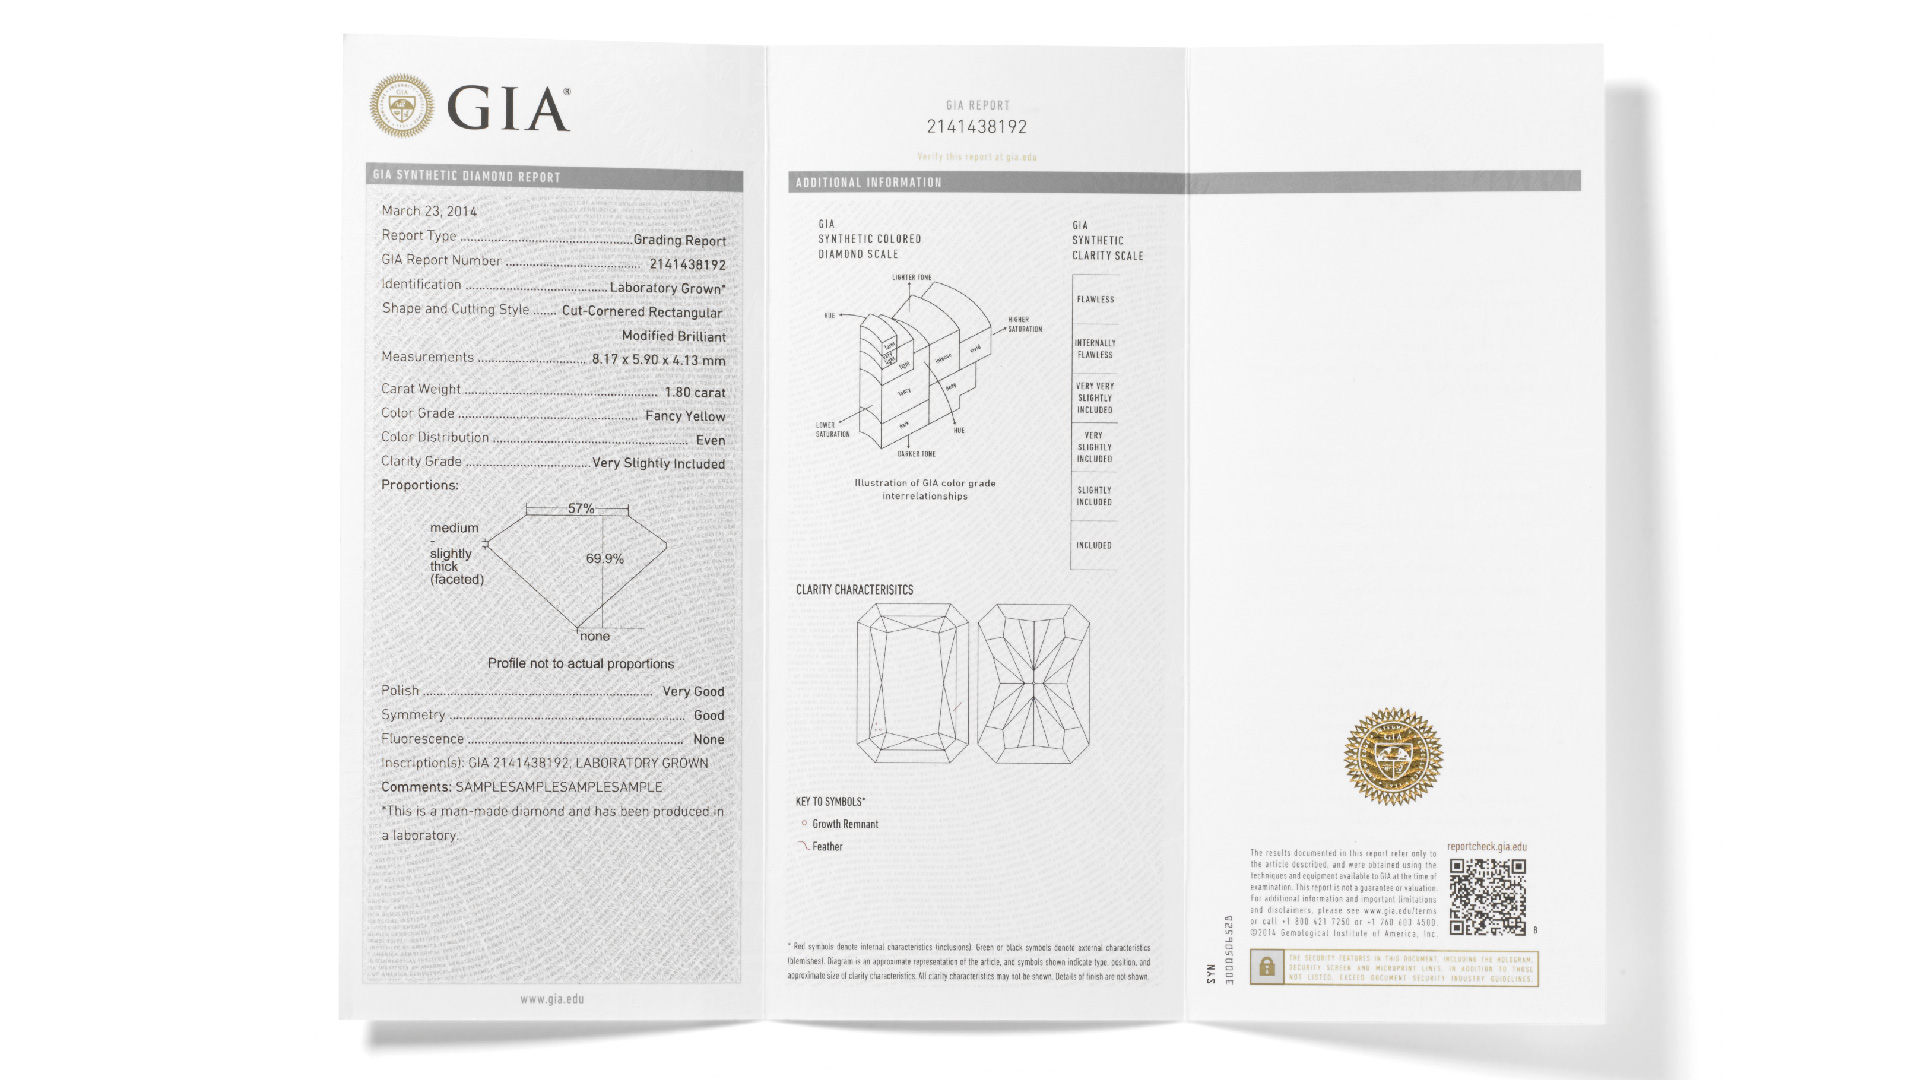 GIA®
GIA SYNTHETIC DIAMOND REPORT
March 23, 2014
Report Type ........ Grading Report
GIA Report Number ........ 2141438192
Identification ........ Laboratory Grown*
Shape and Cutting Style ....... Cut-Cornered Rectangular
Modified Brilliant
Measurements ........ 8.17 x 5.90 x 4.13 mm
Carat Weight ........ 1.80 carat
Color Grade ........ Fancy Yellow
Color Distribution ........ Even
Clarity Grade ........ Very Slightly Included
Proportions:
57%
medium
-
slightly
thick
(faceted)
69.9%
none
Profile not to actual proportions
Polish ........ Very Good
Symmetry ........ Good
Fluorescence ........ None
Inscription(s): GIA 2141438192, LABORATORY GROWN
Comments: SAMPLESAMPLESAMPLESAMPLE
*This is a man-made diamond and has been produced in
a laboratory.
www.gia.edu
GIA REPORT
2141438192
Verify this report at gia.edu
ADDITIONAL INFORMATION
GIA
SYNTHETIC COLORED
DIAMOND SCALE
LIGHTER TONE
HUE
HIGHER
SATURATION
LOWER
SATURATION
HUE
DARKER TONE
Illustration of GIA color grade
interrelationships
GIA
SYNTHETIC
CLARITY SCALE
FLAWLESS
INTERNALLY
FLAWLESS
VERY VERY
SLIGHTLY
INCLUDED
VERY
SLIGHTLY
INCLUDED
SLIGHTLY
INCLUDED
INCLUDED
CLARITY CHARACTERISITCS
KEY TO SYMBOLS*
Growth Remnant
Feather
* Red symbols denote internal characteristics (inclusions). Green or black symbols denote external characteristics
(blemishes). Diagram is an approximate representation of the article, and symbols shown indicate type, position, and
approximate size of clarity characteristics. All clarity characteristics may not be shown. Details of finish are not shown.
GIA
The results documented in this report refer only to
the article described, and were obtained using the
techniques and equipment available to GIA at the time of
examination. This report is not a guarantee or valuation.
For additional information and important limitations
and disclaimers, please see www.gia.edu/terms
or call +1 800 421 7250 or +1 760 603 4500.
©2014 Gemological Institute of America, Inc.
reportcheck.gia.edu
B
SYN
3000506528
THE SECURITY FEATURES IN THIS DOCUMENT, INCLUDING THE HOLOGRAM,
SECURITY SCREEN AND MICROPRINT LINES, IN ADDITION TO THOSE
NOT LISTED, EXCEED DOCUMENT SECURITY INDUSTRY GUIDELINES.